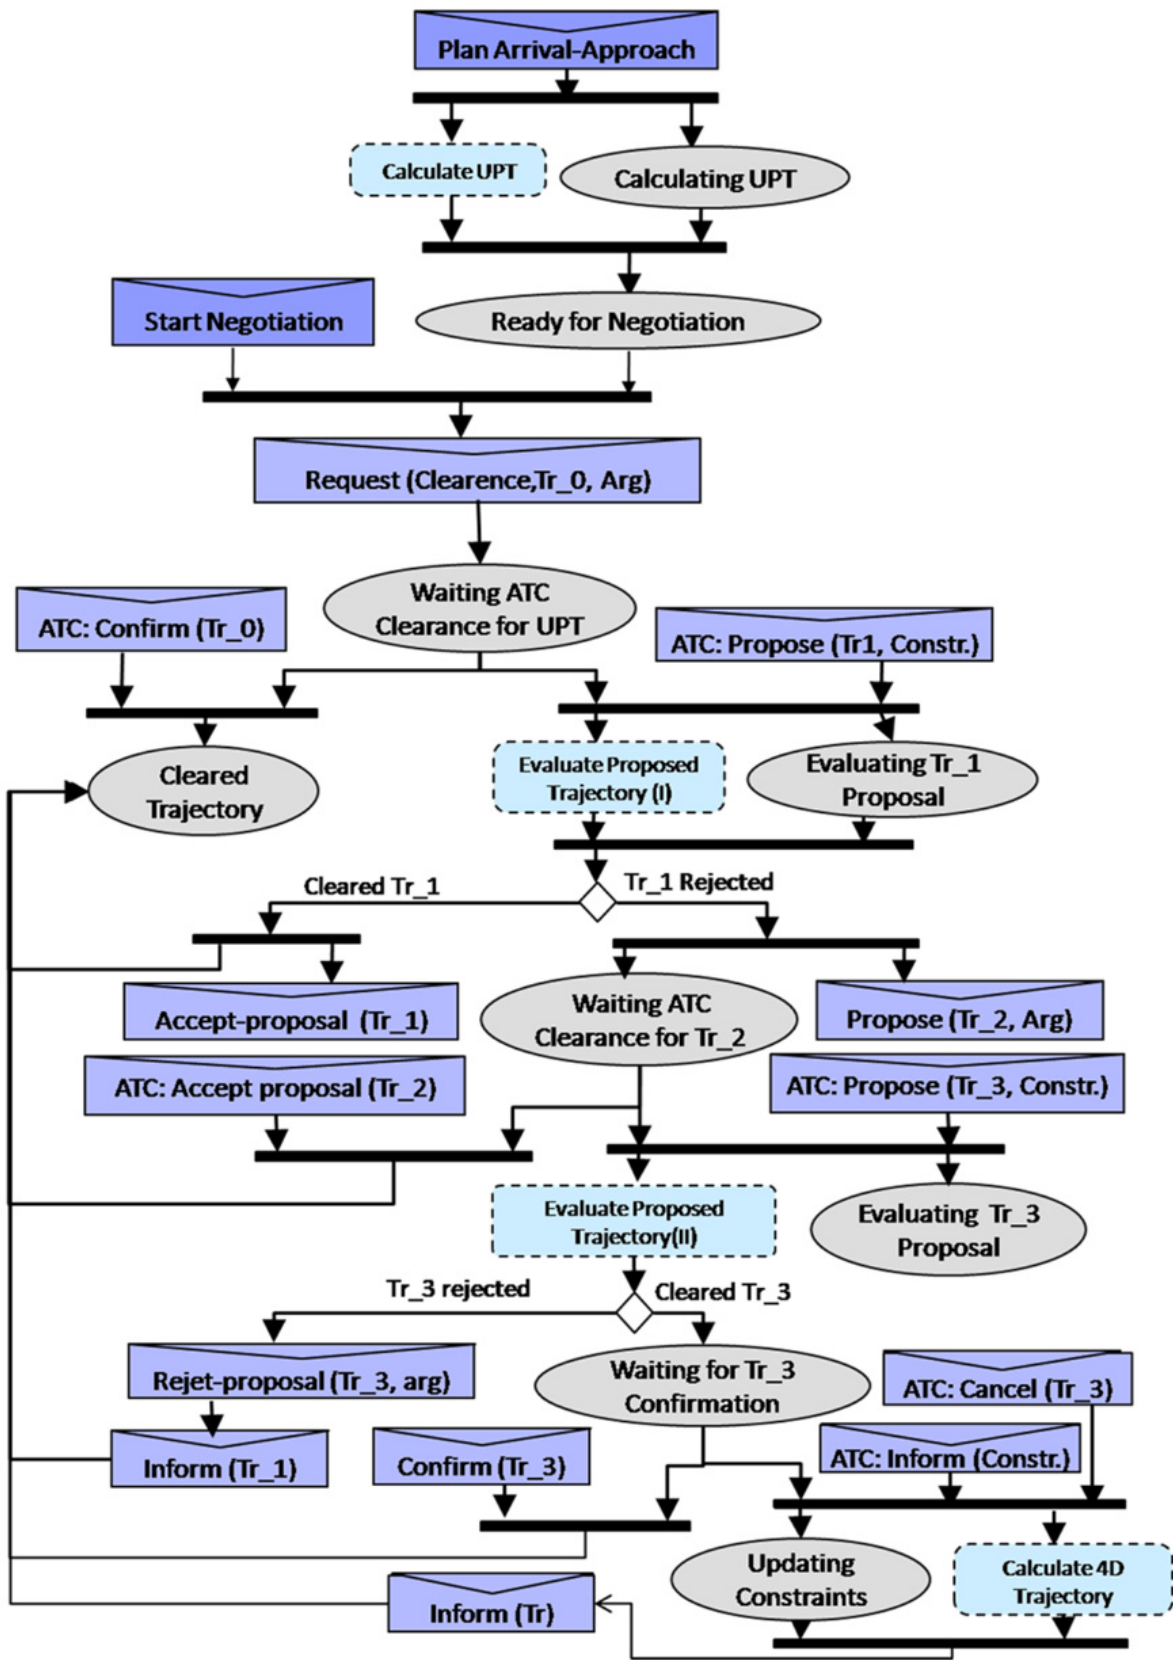 Plan Arrival-Approach
Calculate UPT
Calculating UPT
Start Negotiation
Ready for Negotiation
Request (Clearence,Tr_0, Arg)
Waiting ATC
Clearance for UPT
ATC: Confirm (Tr_0)
ATC: Propose (Tr1, Constr.)
Cleared
Trajectory
Evaluate Proposed
Trajectory (I)
Evaluating Tr_1
Proposal
Cleared Tr_1
Tr_1 Rejected
Accept-proposal (Tr_1)
Waiting ATC
Clearance for Tr_2
Propose (Tr_2, Arg)
ATC: Accept proposal (Tr_2)
ATC: Propose (Tr_3, Constr.)
Evaluate Proposed
Trajectory(II)
Evaluating Tr_3
Proposal
Tr_3 rejected
Cleared Tr_3
Rejet-proposal (Tr_3, arg)
Waiting for Tr_3
Confirmation
ATC: Cancel (Tr_3)
Inform (Tr_1)
Confirm (Tr_3)
ATC: Inform (Constr.)
Updating
Constraints
Calculate 4D
Trajectory
Inform (Tr)